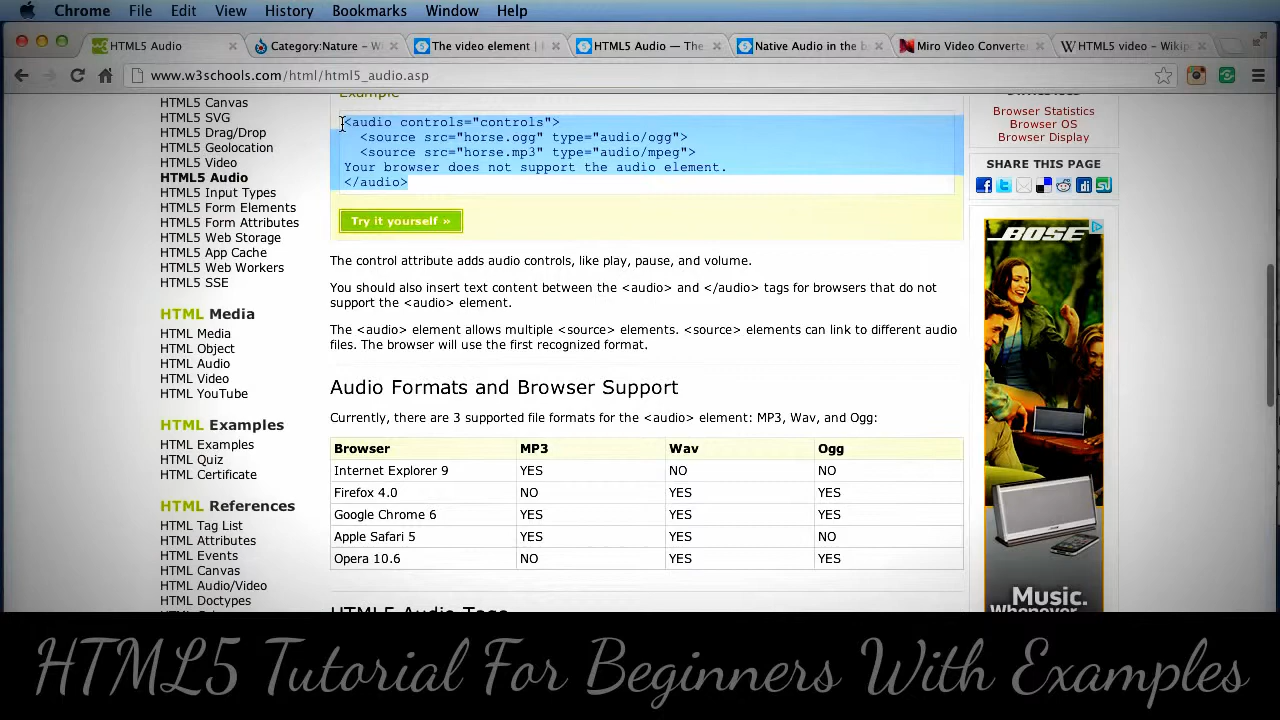 Chrome File Edit View History Bookmarks Window Help
HTML5 Audio
Category:Nature – W
The video element |
HTML5 Audio — The
Native Audio in the b
Miro Video Converte
HTML5 video – Wikip
www.w3schools.com/html/html5_audio.asp
HTML5 Canvas
HTML5 SVG
HTML5 Drag/Drop
HTML5 Geolocation
HTML5 Video
HTML5 Audio
HTML5 Input Types
HTML5 Form Elements
HTML5 Form Attributes
HTML5 Web Storage
HTML5 App Cache
HTML5 Web Workers
HTML5 SSE
HTML Media
HTML Media
HTML Object
HTML Audio
HTML Video
HTML YouTube
HTML Examples
HTML Examples
HTML Quiz
HTML Certificate
HTML References
HTML Tag List
HTML Attributes
HTML Events
HTML Canvas
HTML Audio/Video
HTML Doctypes
Example
<audio controls="controls">
<source src="horse.ogg" type="audio/ogg">
<source src="horse.mp3" type="audio/mpeg">
Your browser does not support the audio element.
</audio>
Try it yourself »
The control attribute adds audio controls, like play, pause, and volume.
You should also insert text content between the <audio> and </audio> tags for browsers that do not
support the <audio> element.
The <audio> element allows multiple <source> elements. <source> elements can link to different audio
files. The browser will use the first recognized format.
Audio Formats and Browser Support
Currently, there are 3 supported file formats for the <audio> element: MP3, Wav, and Ogg:
Browser MP3 Wav Ogg
Internet Explorer 9 YES NO NO
Firefox 4.0 NO YES YES
Google Chrome 6 YES YES YES
Apple Safari 5 YES YES NO
Opera 10.6 NO YES YES
HTML5 Audio Tags
Browser Statistics
Browser OS
Browser Display
SHARE THIS PAGE
BOSE
Music.
Whenever
HTML5 Tutorial For Beginners With Examples